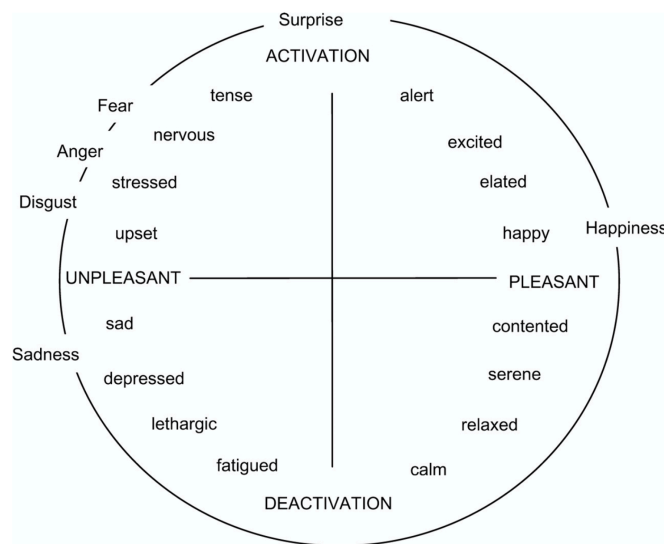 Surprise
ACTIVATION
tense
alert
Fear
nervous
excited
Anger
stressed
elated
Disgust
upset
happy
Happiness
UNPLEASANT
PLEASANT
sad
contented
Sadness
depressed
serene
lethargic
relaxed
fatigued
calm
DEACTIVATION